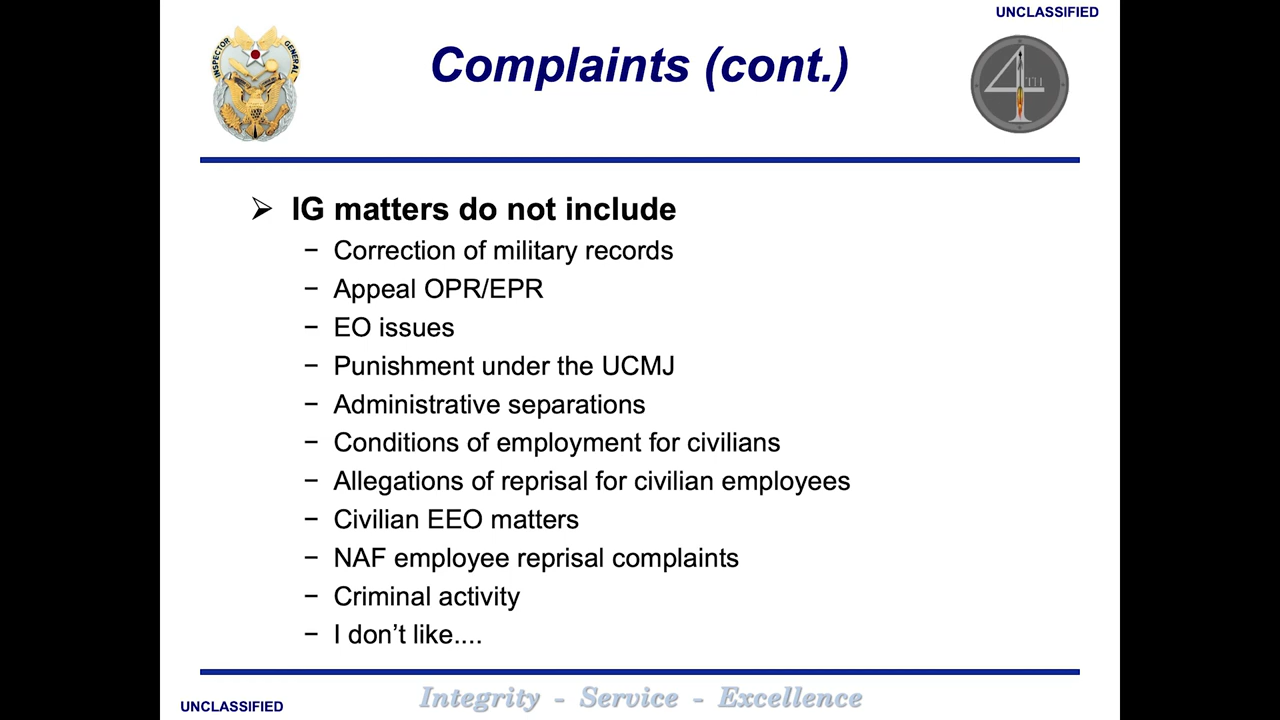 UNCLASSIFIED
INSPECTOR GENERAL
Complaints (cont.)
4TH
➢ IG matters do not include
− Correction of military records
− Appeal OPR/EPR
− EO issues
− Punishment under the UCMJ
− Administrative separations
− Conditions of employment for civilians
− Allegations of reprisal for civilian employees
− Civilian EEO matters
− NAF employee reprisal complaints
− Criminal activity
− I don’t like....
Integrity - Service - Excellence
UNCLASSIFIED